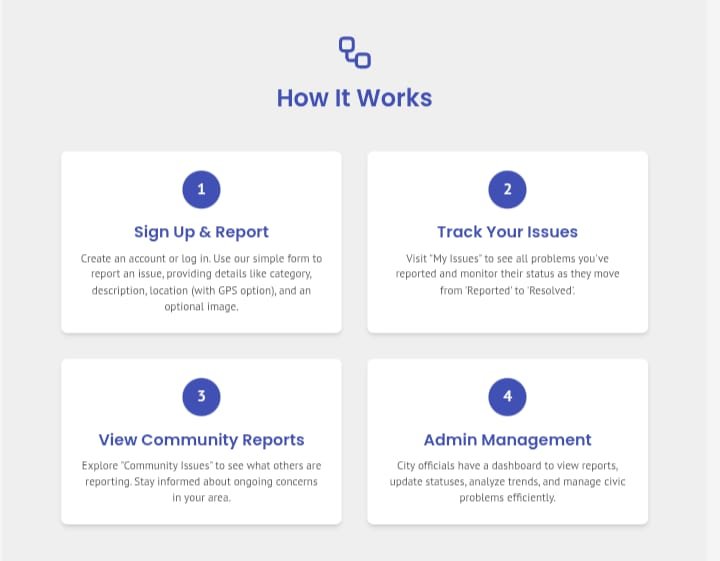 How It Works
1
Sign Up & Report
Create an account or log in. Use our simple form to
report an issue, providing details like category,
description, location (with GPS option), and an
optional image.
2
Track Your Issues
Visit "My Issues" to see all problems you've
reported and monitor their status as they move
from 'Reported' to 'Resolved'.
3
View Community Reports
Explore "Community Issues" to see what others are
reporting. Stay informed about ongoing concerns
in your area.
4
Admin Management
City officials have a dashboard to view reports,
update statuses, analyze trends, and manage civic
problems efficiently.